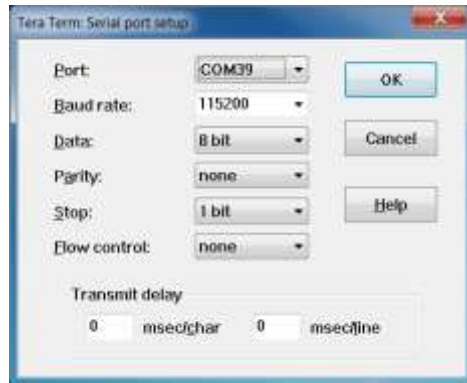 Tera Term: Serial port setup
Port: COM39
OK
Baud rate: 115200
Data: 8 bit
Cancel
Parity: none
Stop: 1 bit
Help
Flow control: none
Transmit delay
0 msec/char 0 msec/line